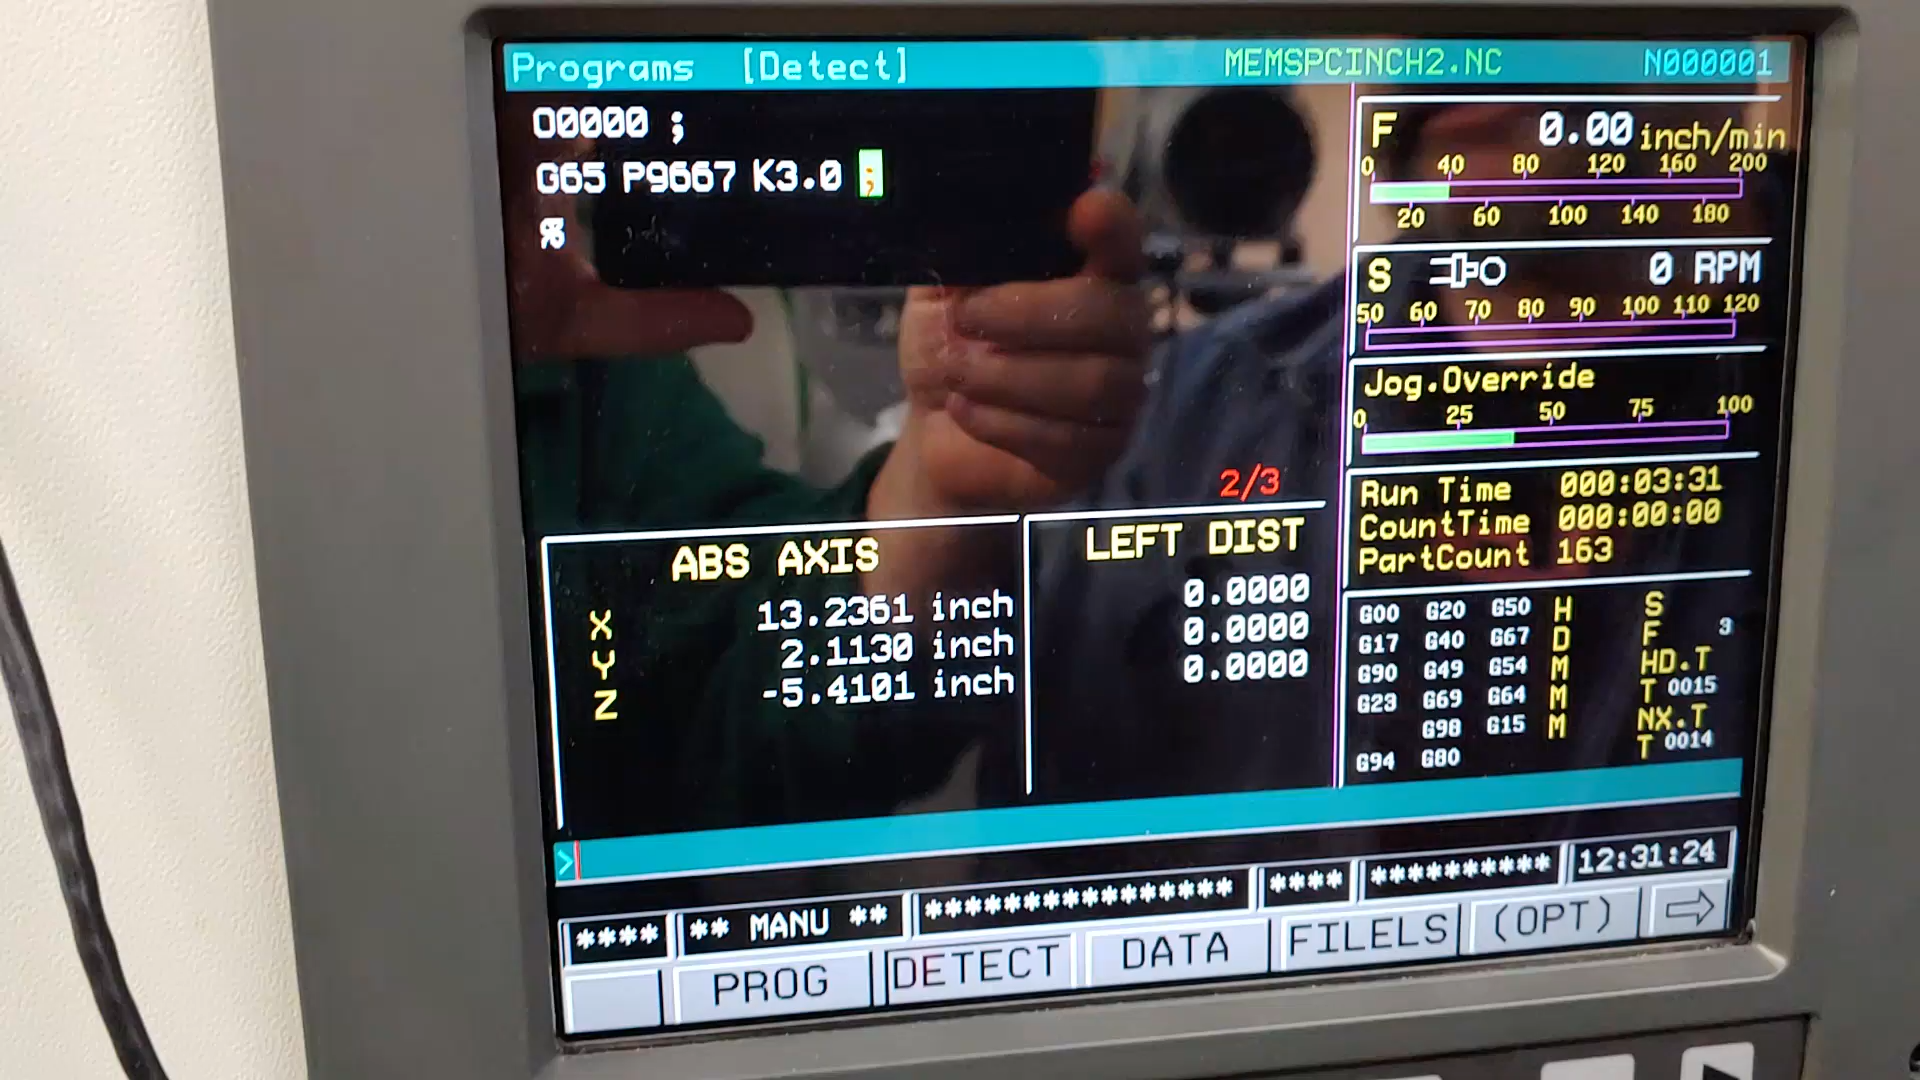 Programs [Detect] MEMSPCINCH2.NC N000001
O0000 ;
G65 P9667 K3.0 ;
%
2/3
ABS AXIS
X 13.2361 inch
Y 2.1130 inch
Z -5.4101 inch
LEFT DIST
0.0000
0.0000
0.0000
F 0.00 inch/min
0 40 80 120 160 200
20 60 100 140 180
S 0 RPM
50 60 70 80 90 100 110 120
Jog.Override
0 25 50 75 100
Run Time 000:03:31
CountTime 000:00:00
PartCount 163
G00 G20 G50 H S
G17 G40 G67 D F 3
G90 G49 G54 M HD.T
G23 G69 G64 M T 0015
G98 G15 M NX.T
G94 G80 T 0014
>
**** ** MANU ** *************** **** ********** 12:31:24
PROG DETECT DATA FILELS (OPT)